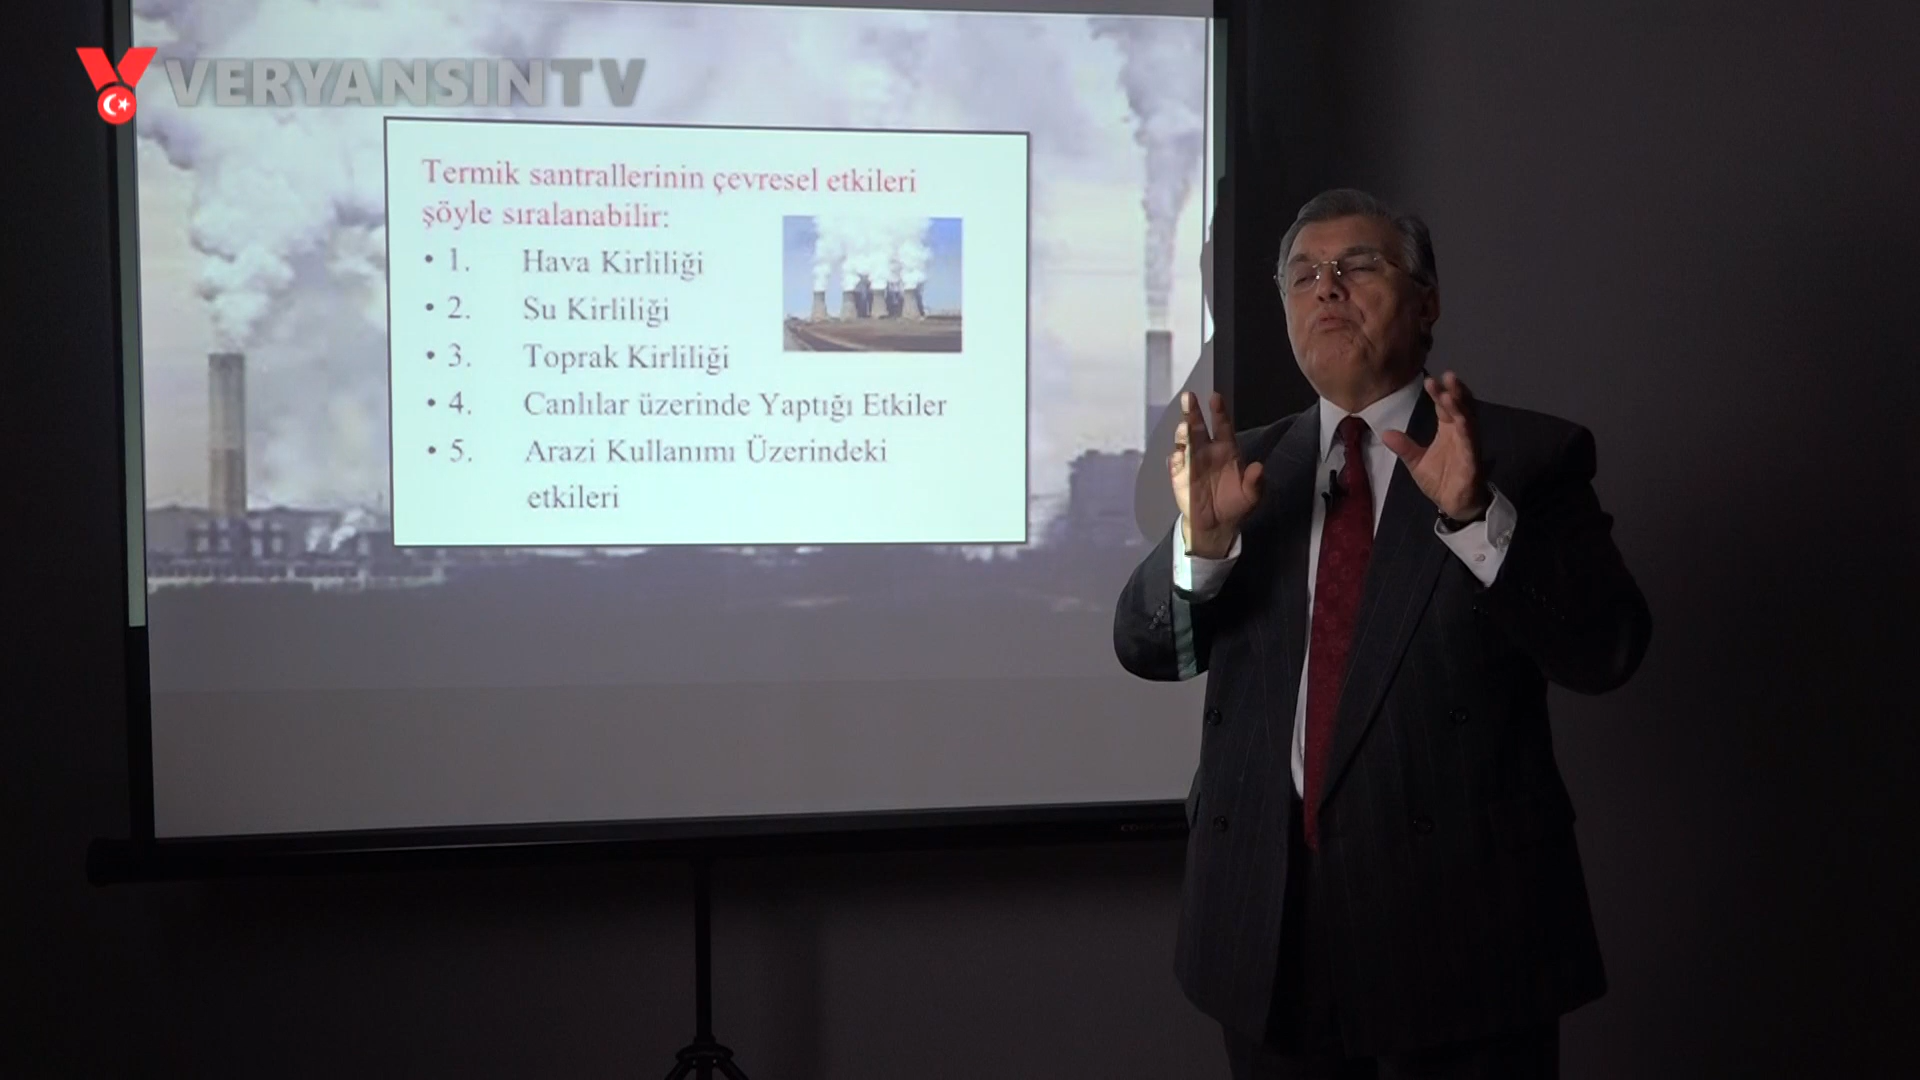 VERYANSINTV
Termik santrallerinin çevresel etkileri
şöyle sıralanabilir:
• 1. Hava Kirliliği
• 2. Su Kirliliği
• 3. Toprak Kirliliği
• 4. Canlılar üzerinde Yaptığı Etkiler
• 5. Arazi Kullanımı Üzerindeki
etkileri